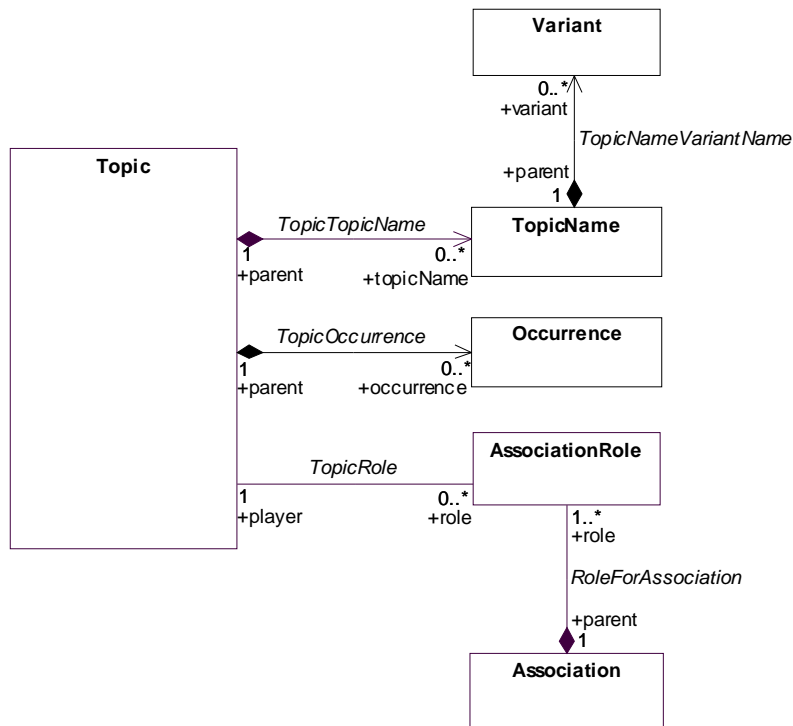 Variant
0..*
+variant
TopicNameVariantName
+parent
1
Topic
TopicName
TopicTopicName
1
0..*
+parent
+topicName
Occurrence
TopicOccurrence
1
0..*
+parent
+occurrence
AssociationRole
TopicRole
1
0..*
+player
+role
1..*
+role
RoleForAssociation
+parent
1
Association